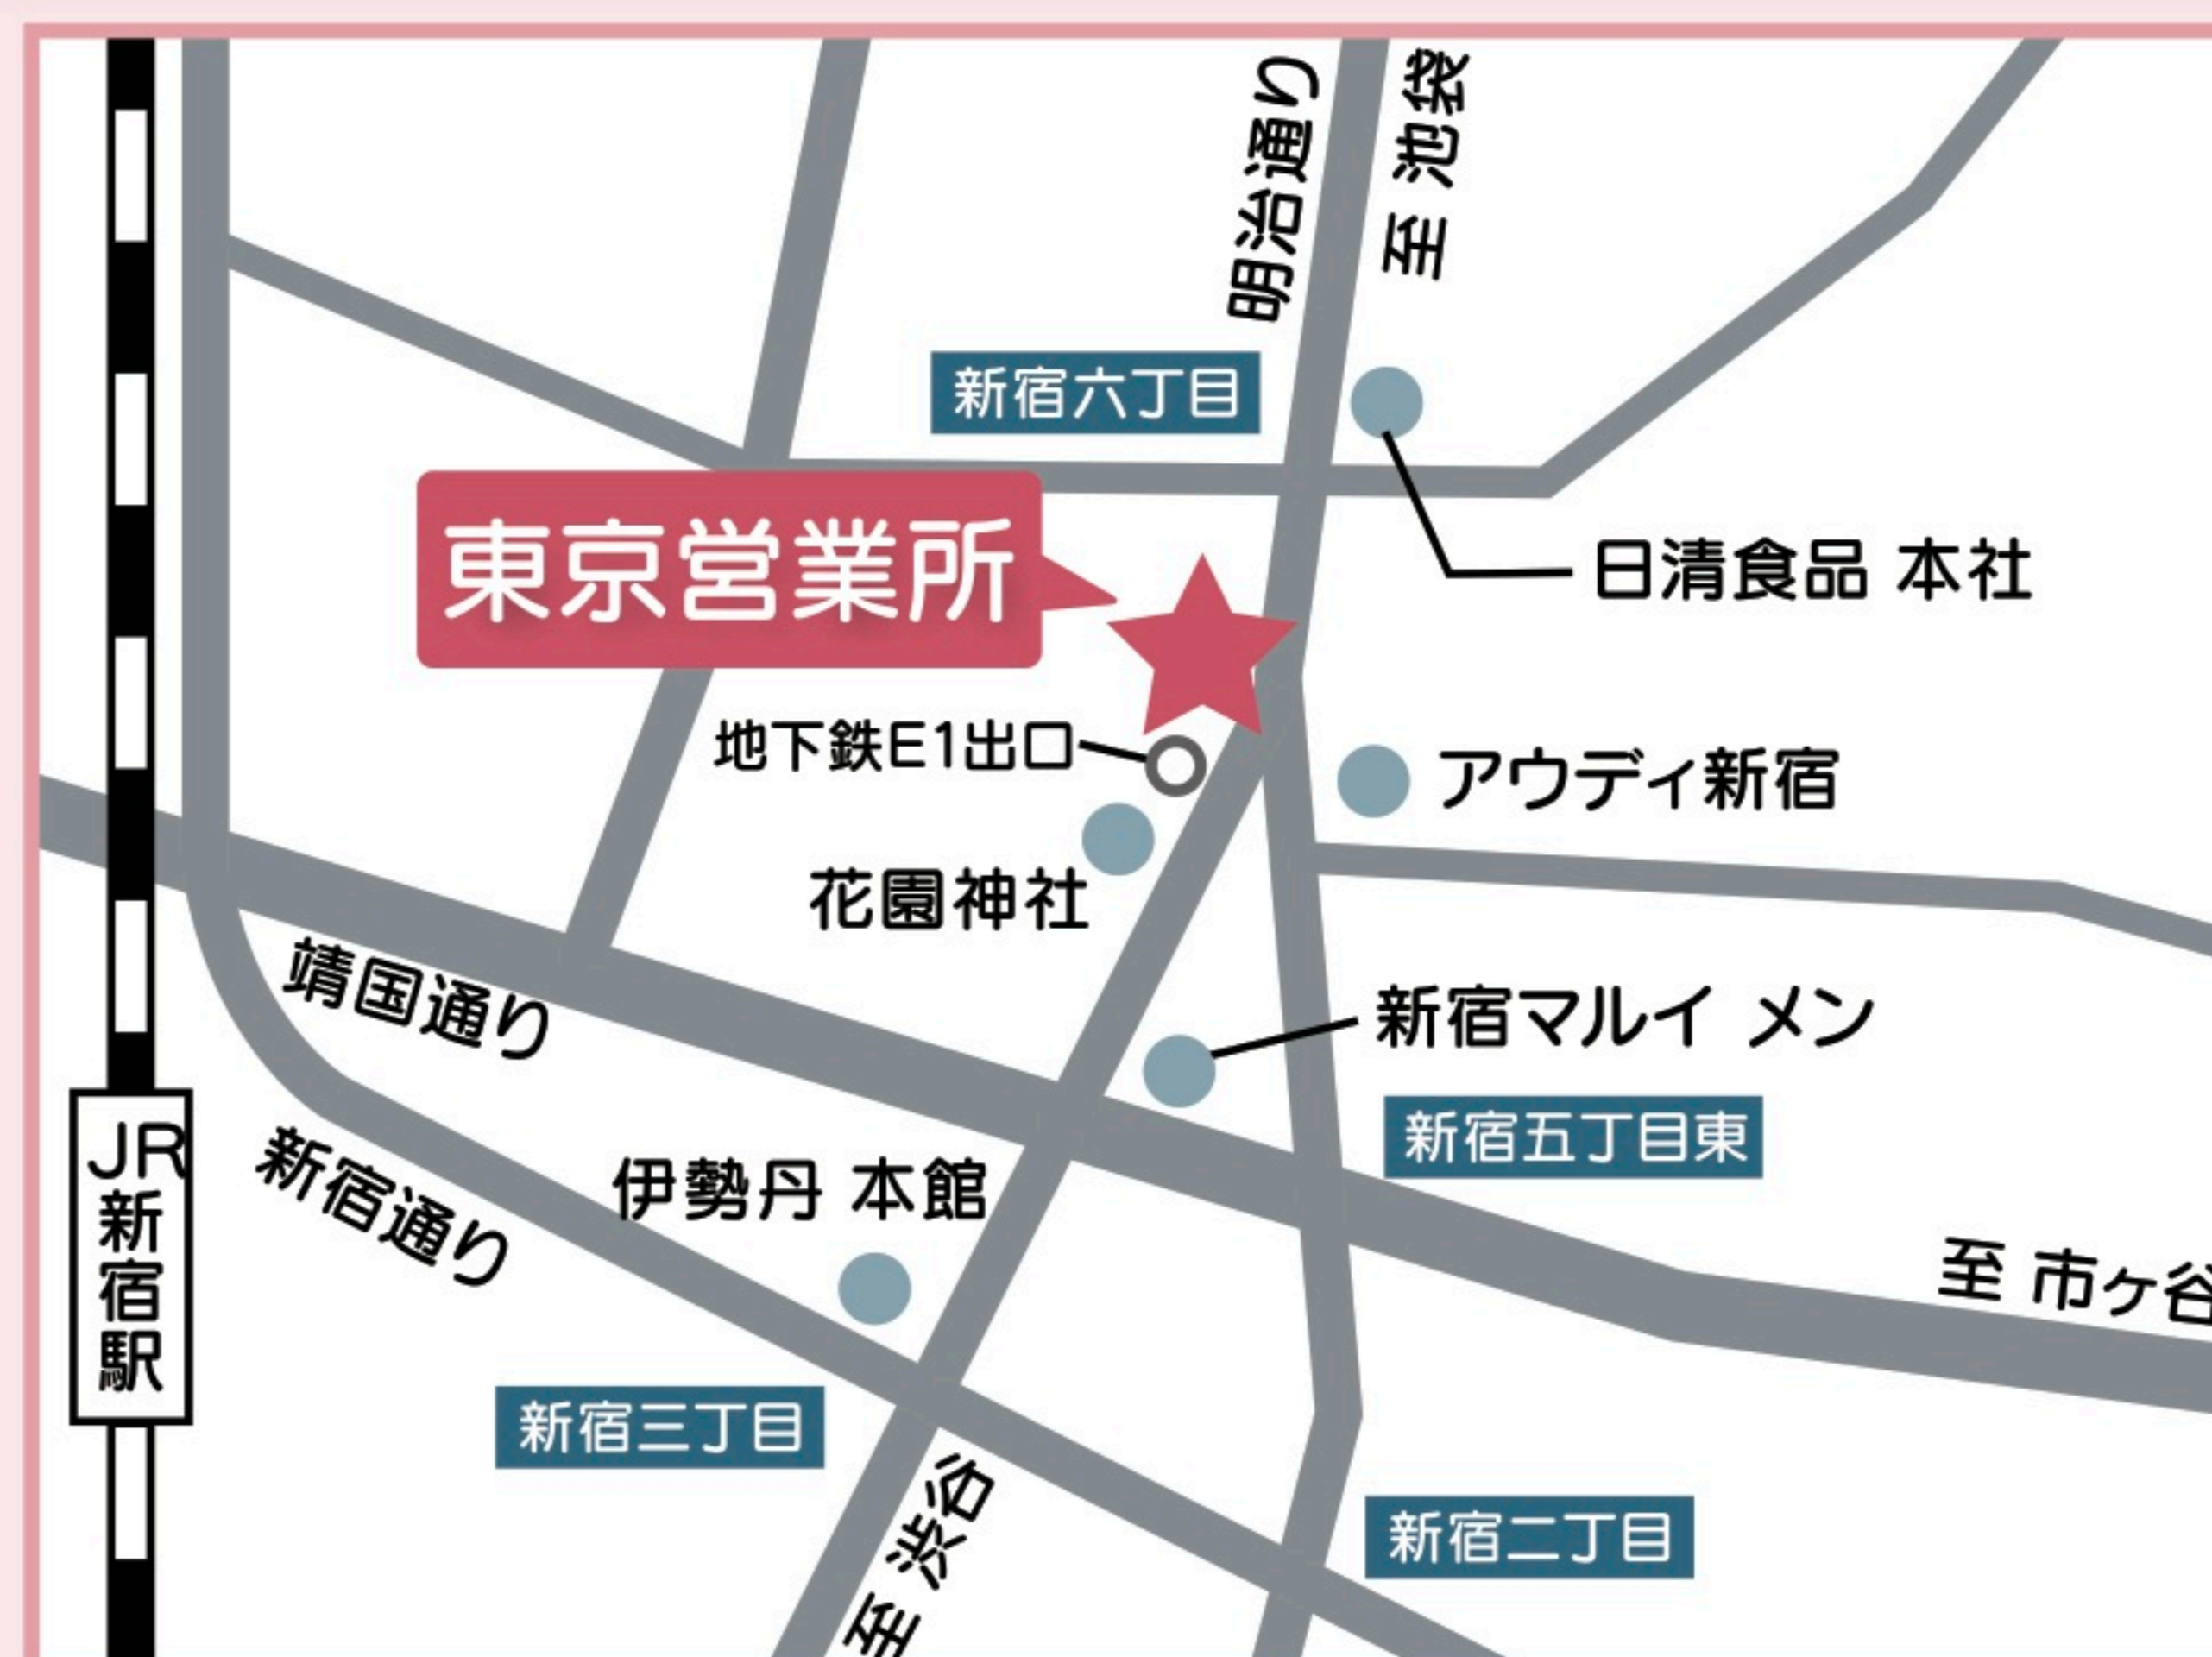 明治通り
至 池袋
新宿六丁目
東京営業所
日清食品 本社
地下鉄E1出口
アウディ新宿
花園神社
靖国通り
新宿マルイ メン
新宿五丁目東
JR新宿駅
新宿通り
伊勢丹 本館
至 市ヶ谷
新宿三丁目
至 渋谷
新宿二丁目